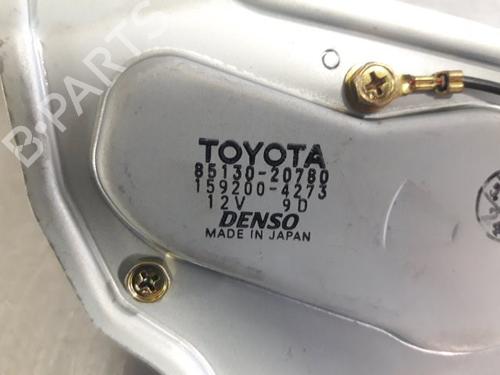 B-PARTS
TOYOTA
85130-20780
159200-4273
12V 9D
DENSO
MADE IN JAPAN